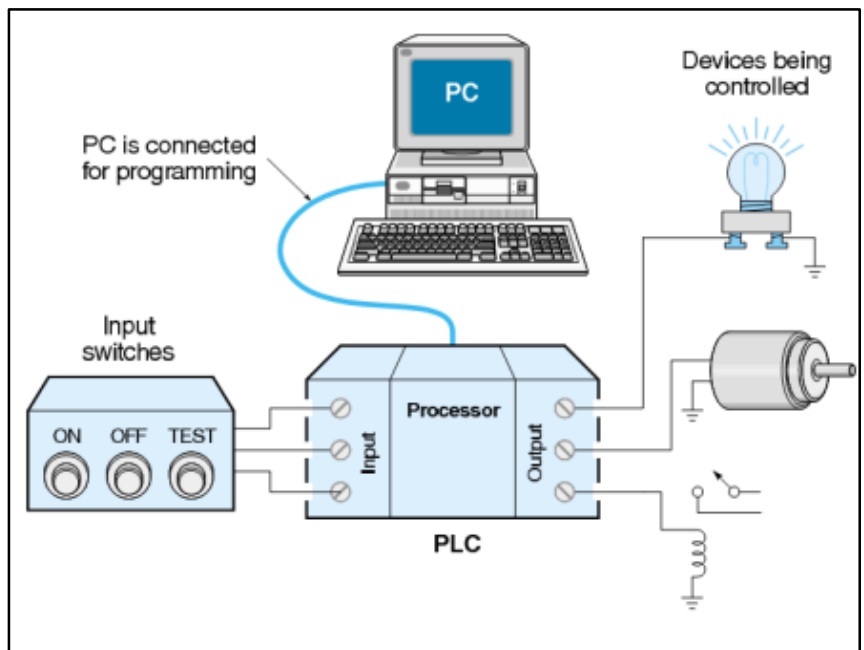 PC
Devices being
controlled
PC is connected
for programming
Input
switches
ON OFF TEST
Input
Processor
Output
PLC